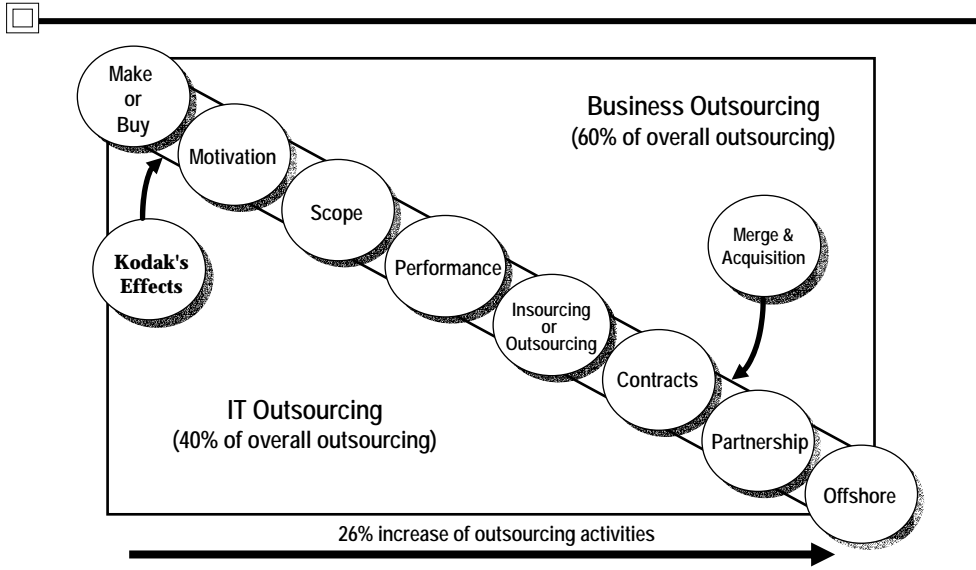 Make
or
Buy
Motivation
Scope
Performance
Insourcing
or
Outsourcing
Contracts
Partnership
Offshore
Kodak's
Effects
Business Outsourcing
(60% of overall outsourcing)
Merge &
Acquisition
IT Outsourcing
(40% of overall outsourcing)
26% increase of outsourcing activities